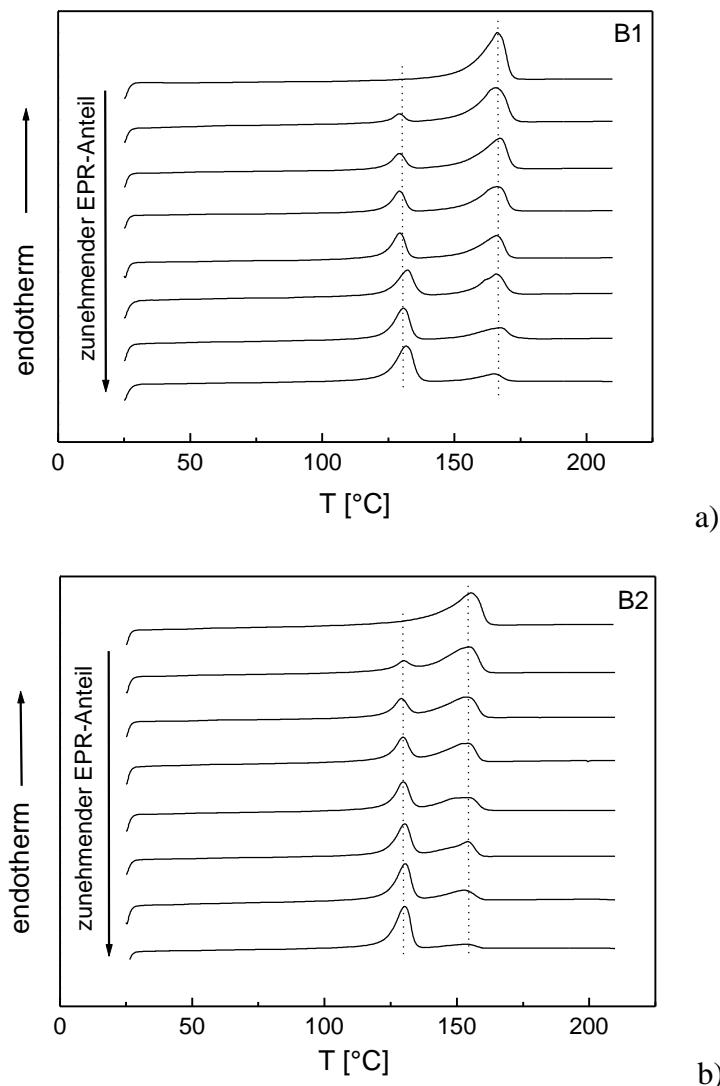 B1
endotherm
zunehmender EPR-Anteil
0 50 100 150 200
T [°C]
a)
B2
endotherm
zunehmender EPR-Anteil
0 50 100 150 200
T [°C]
b)